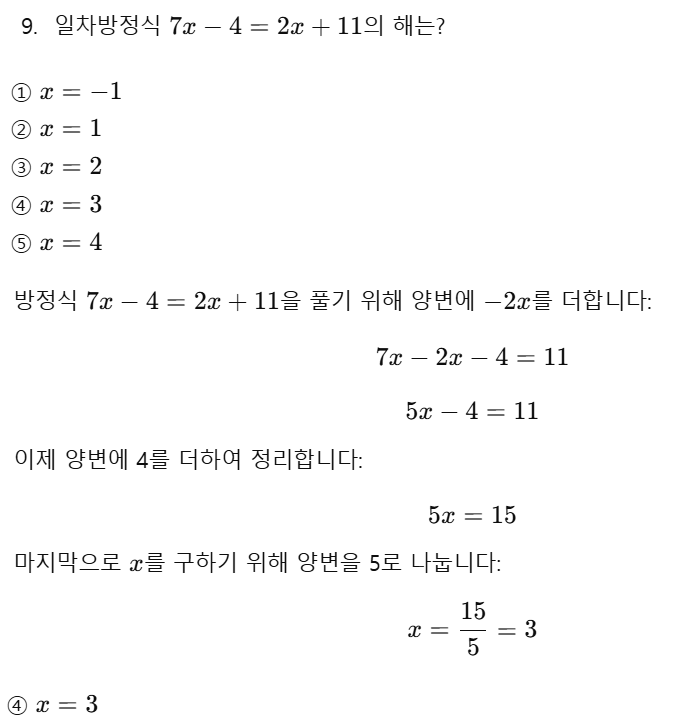 9. 일차방정식 7x − 4 = 2x + 11의 해는?
① x = −1
② x = 1
③ x = 2
④ x = 3
⑤ x = 4
방정식 7x − 4 = 2x + 11을 풀기 위해 양변에 −2x를 더합니다:
7x − 2x − 4 = 11
5x − 4 = 11
이제 양변에 4를 더하여 정리합니다:
5x = 15
마지막으로 x를 구하기 위해 양변을 5로 나눕니다:
x = 15/5 = 3
④ x = 3